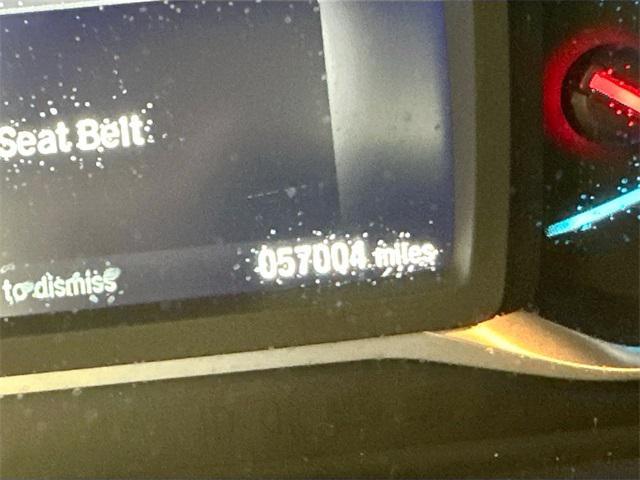 Seat Belt
to dismiss
057004 miles